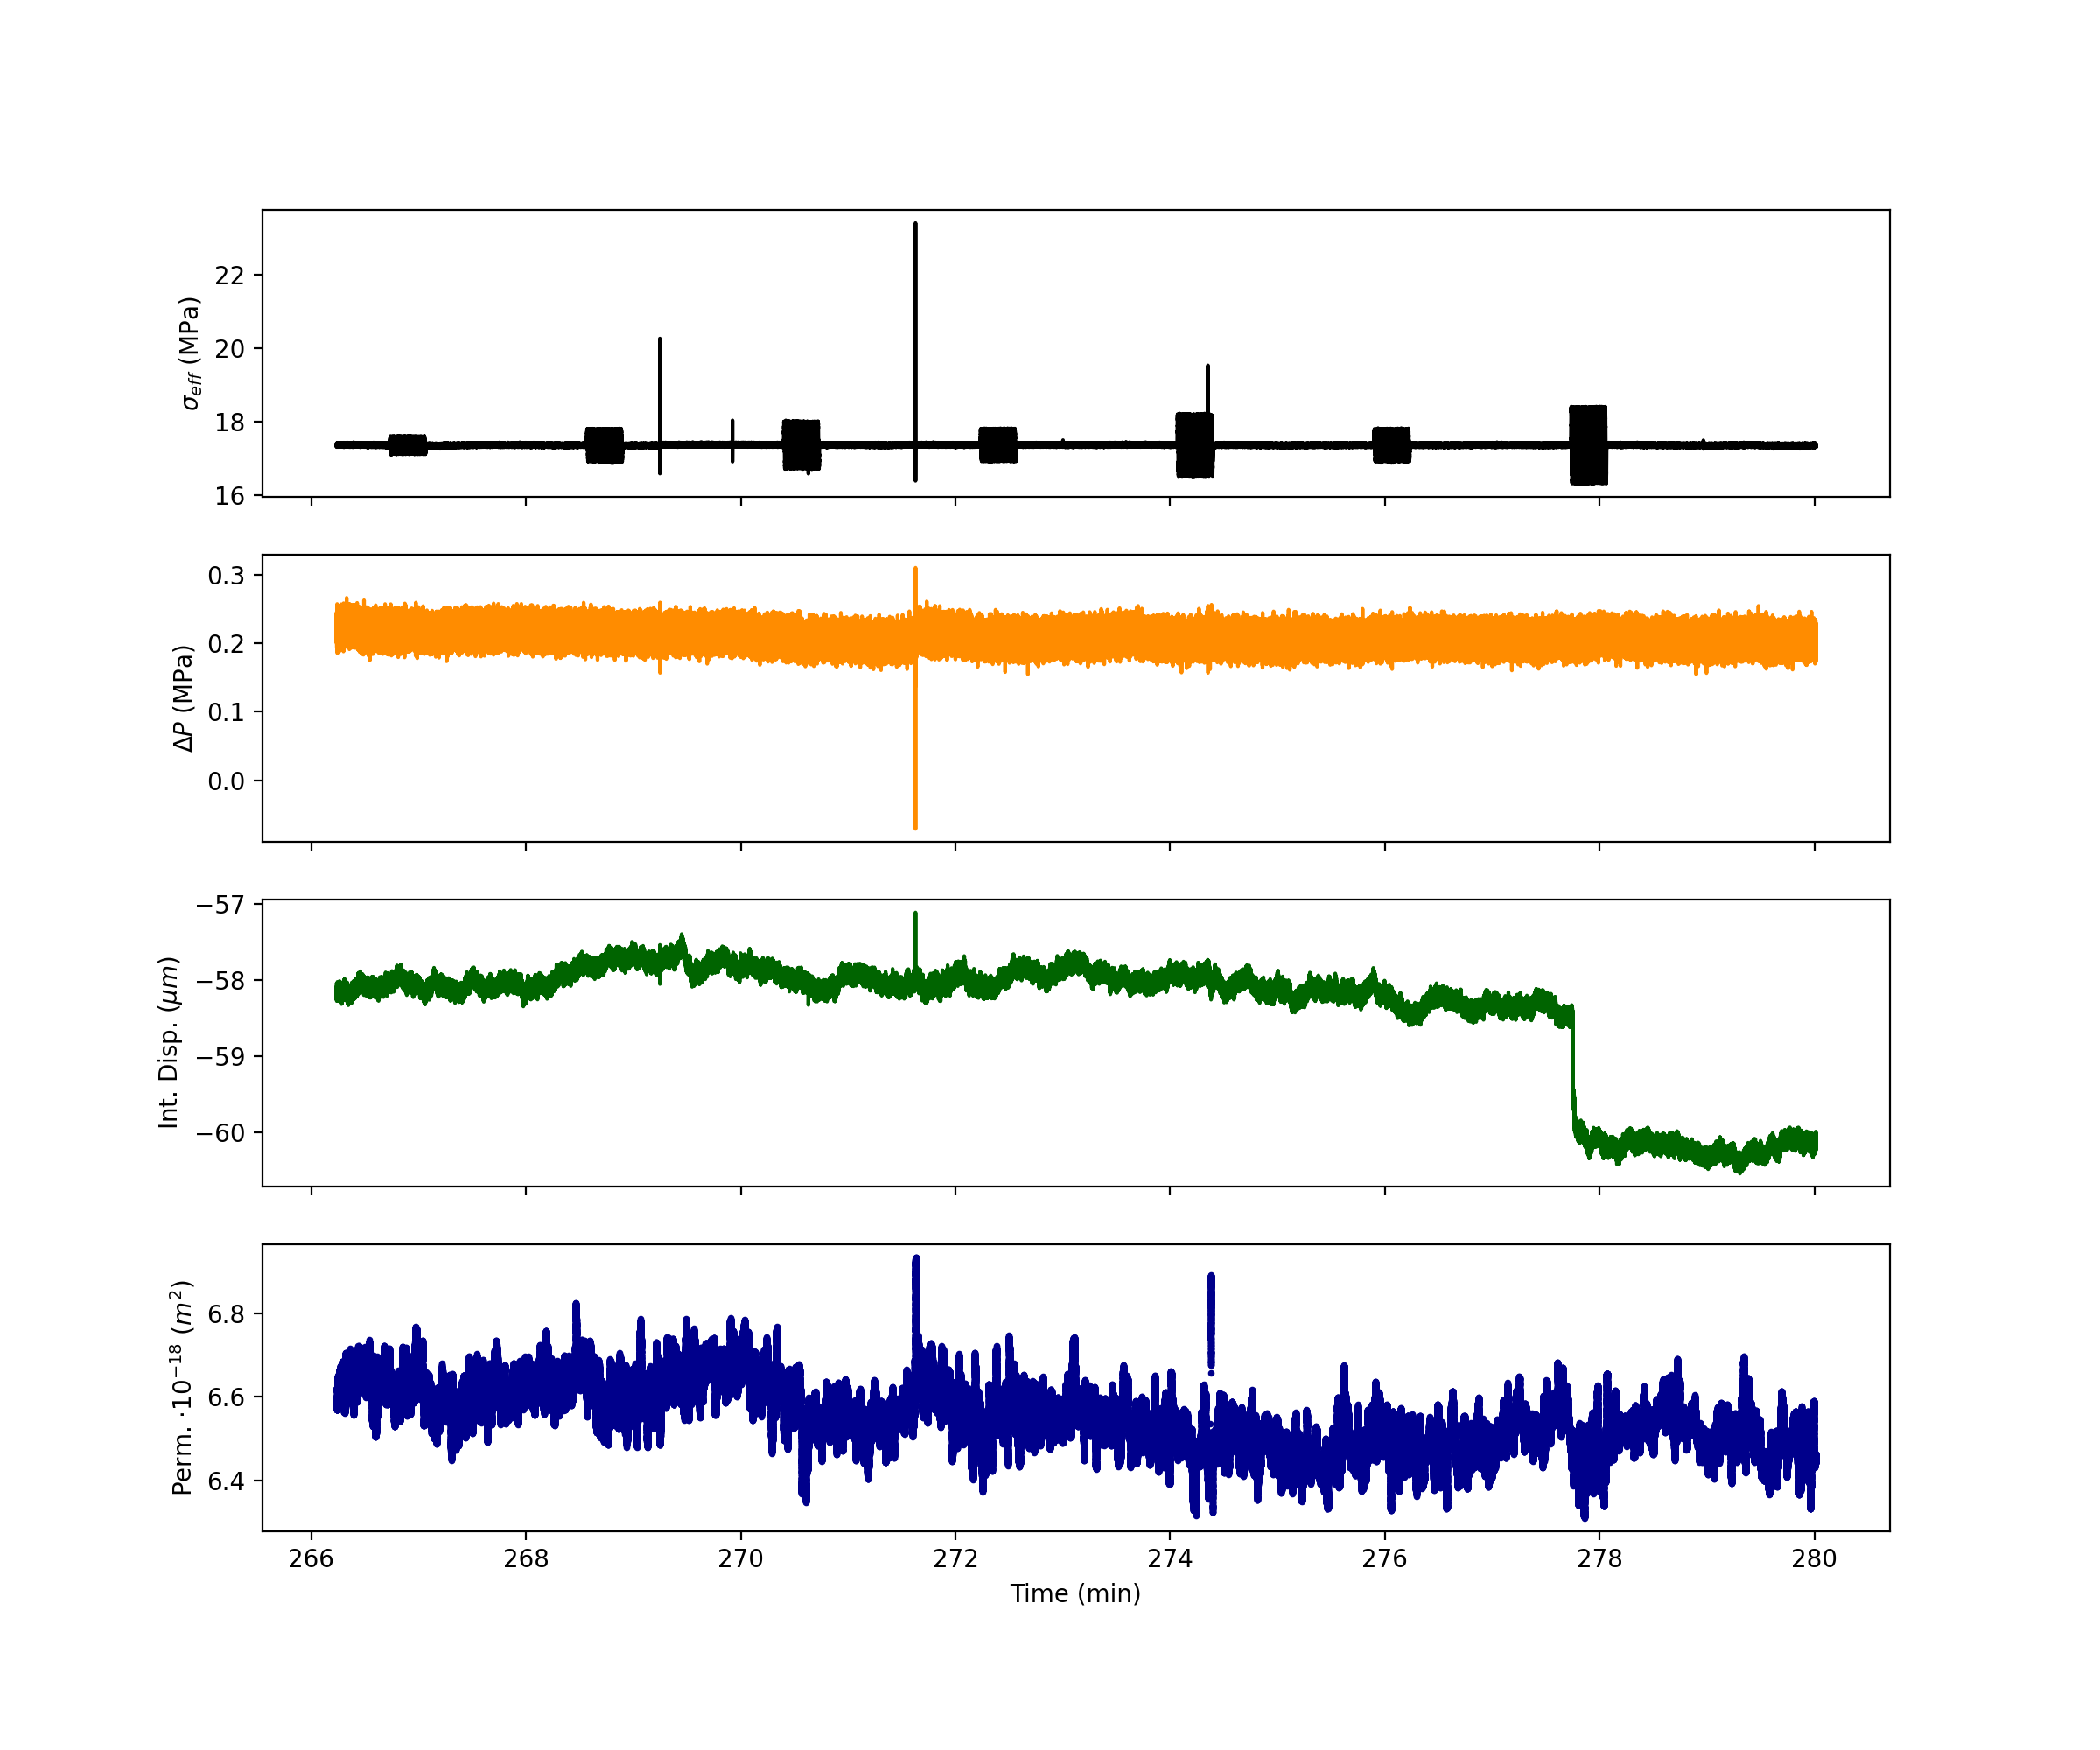 σeff (MPa)
22
20
18
16
ΔP (MPa)
0.3
0.2
0.1
0.0
Int. Disp. (μm)
−57
−58
−59
−60
Perm. ·10⁻¹⁸ (m²)
6.8
6.6
6.4
266 268 270 272 274 276 278 280
Time (min)